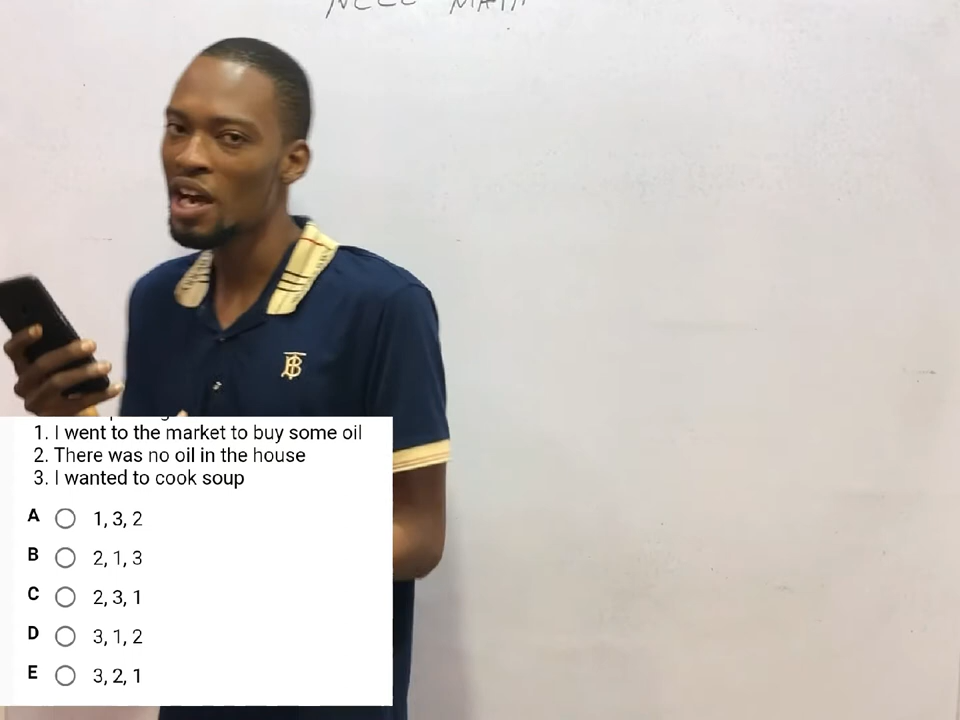 1. I went to the market to buy some oil
2. There was no oil in the house
3. I wanted to cook soup
A 1, 3, 2
B 2, 1, 3
C 2, 3, 1
D 3, 1, 2
E 3, 2, 1